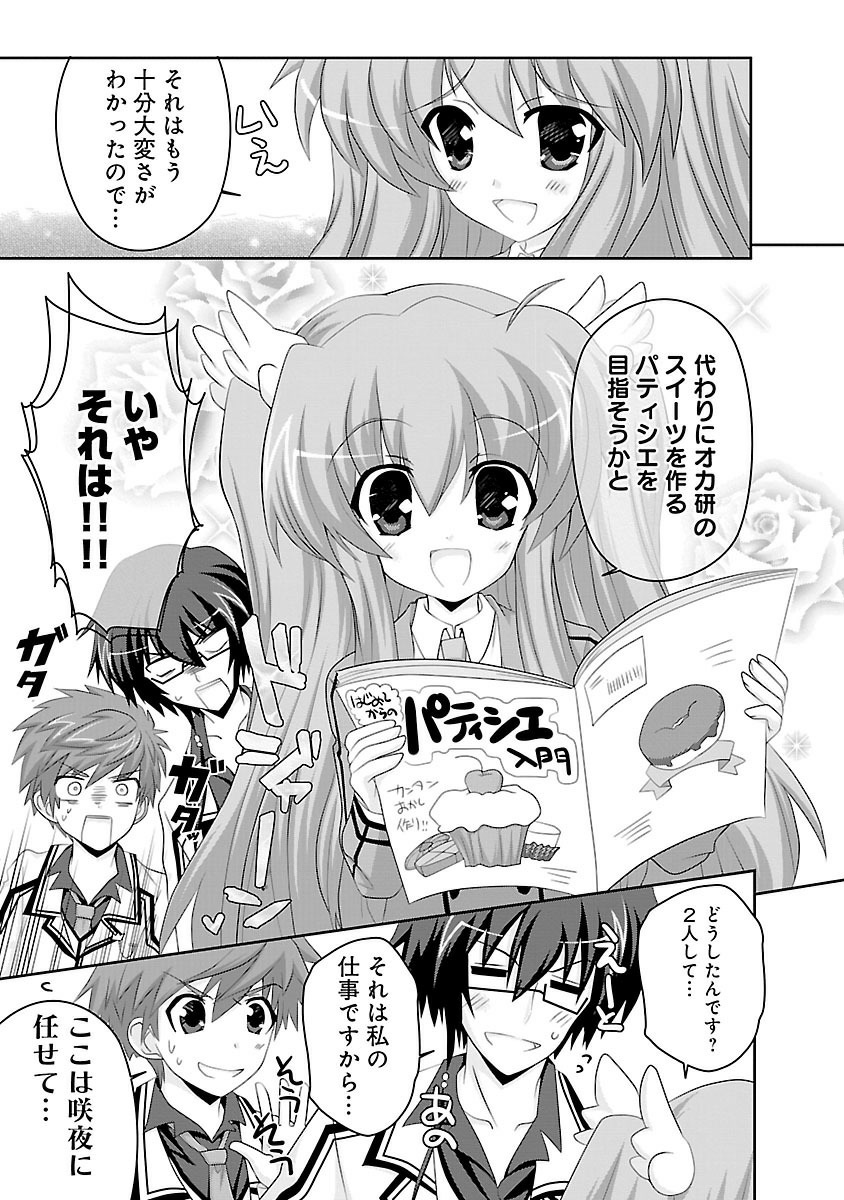 いえ
それはもう
十分大変さが
わかったので…
代わりにオカ研の
スイーツを作る
パティシエを
目指そうかと
いや
それは!!!!
ガタ
ガタッ
はじめし
からの
パティシエ
入門
カンタン
おかし
作り!!
どうしたんです?
2人して…
えーと
あの…
それは私の
仕事ですから…
れうれう
ここは咲夜に
任せて…